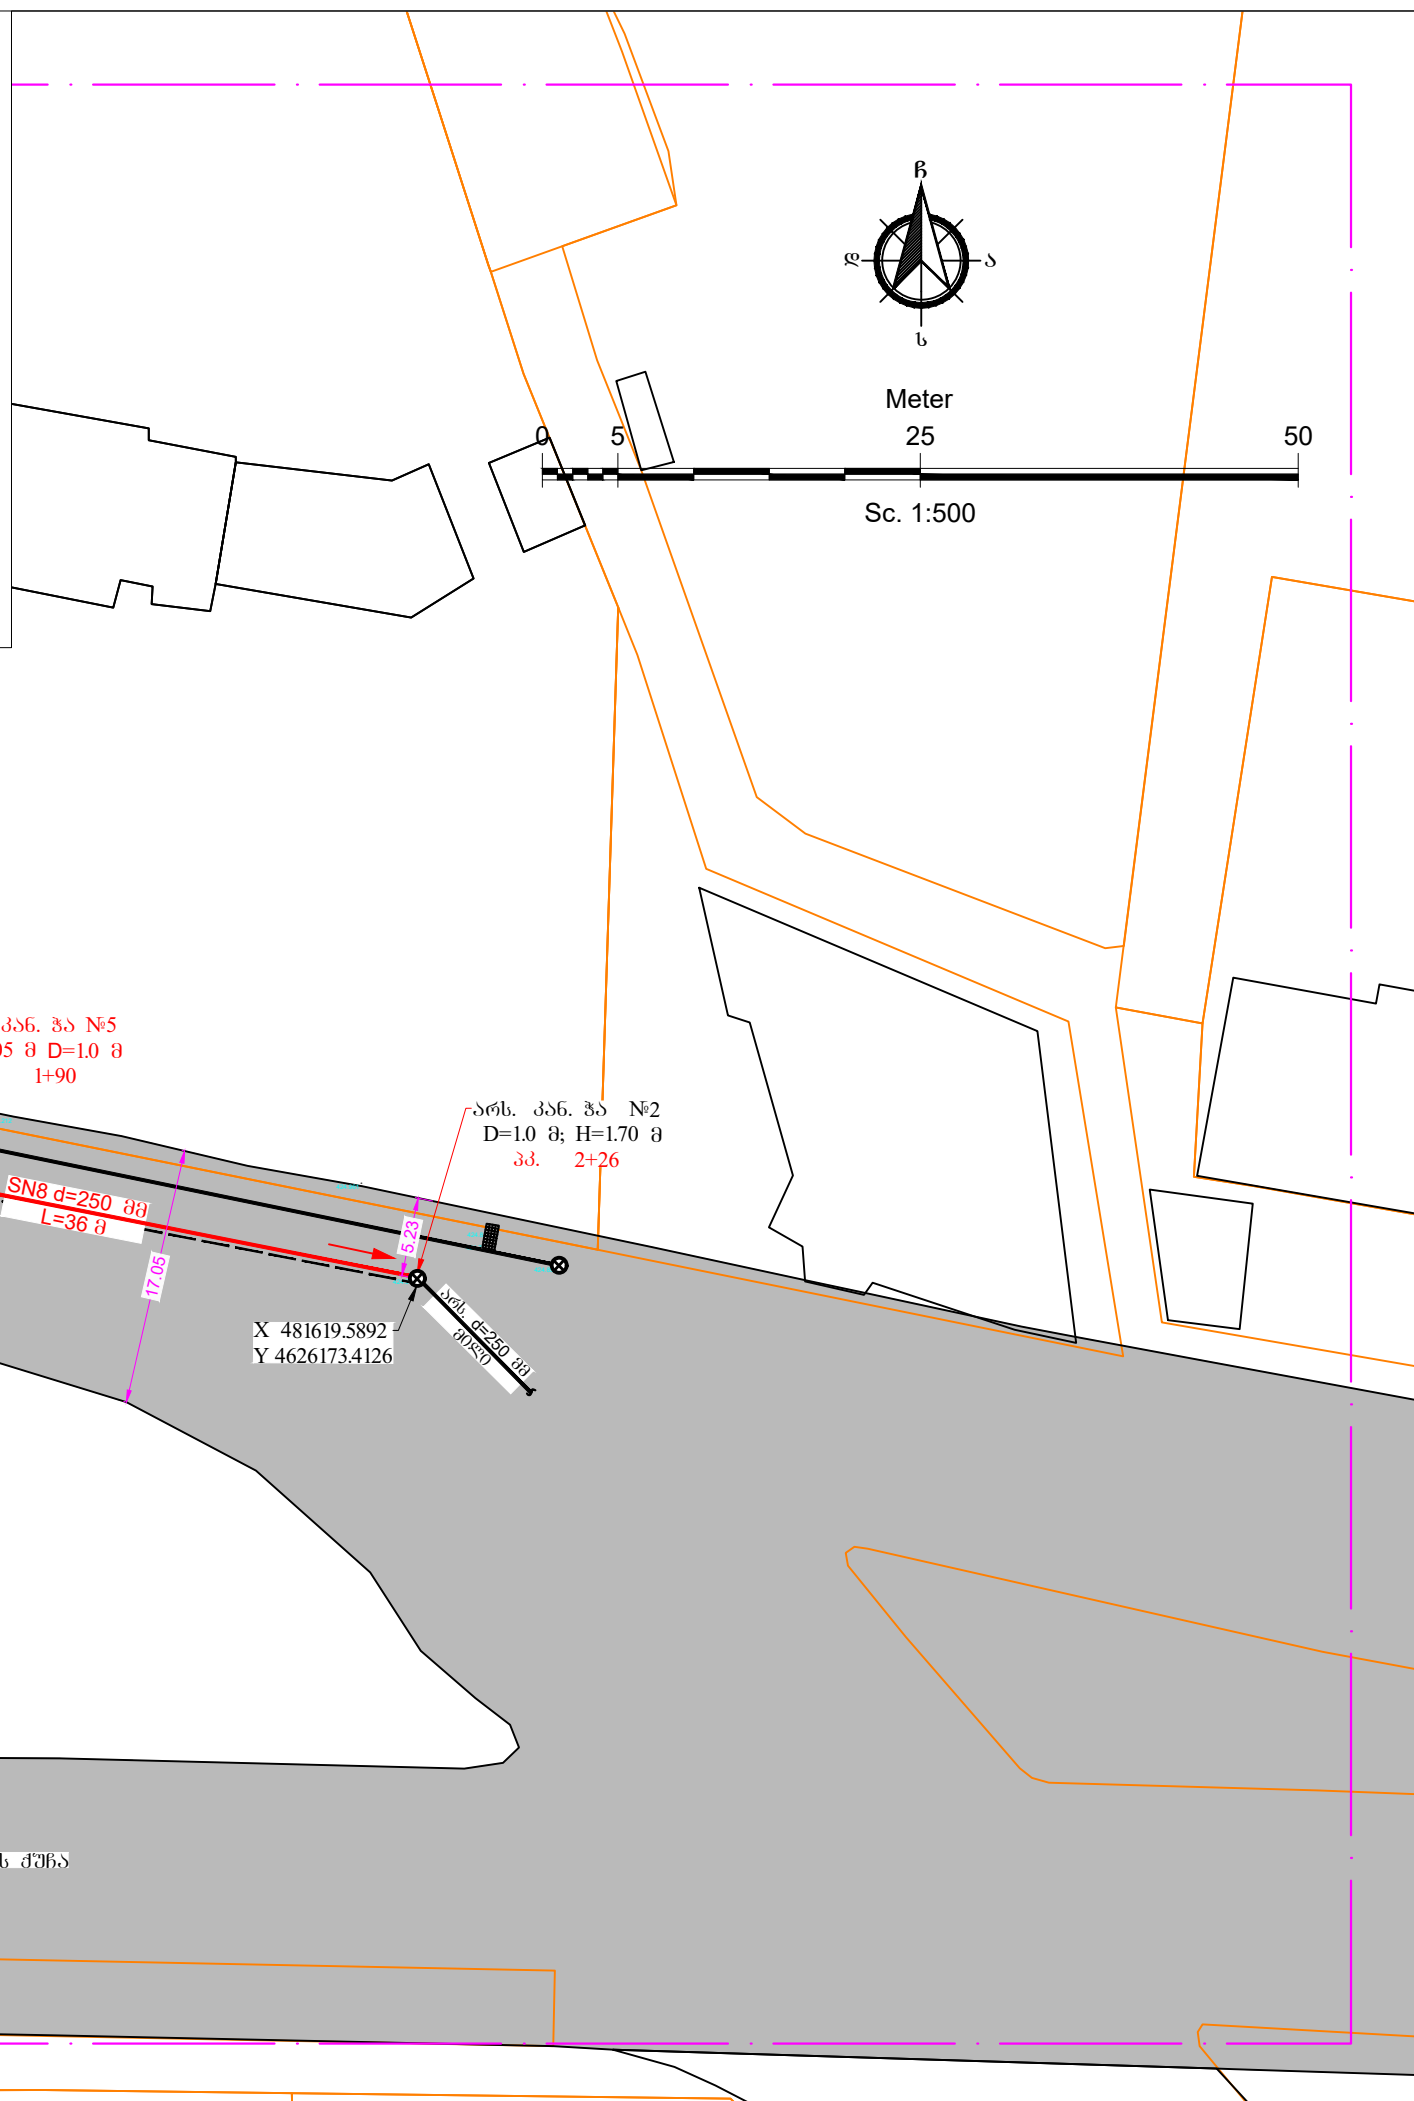 ჩ
დ
ა
ს
Meter
0 5 25 50
Sc. 1:500
კან. ჭა №5
05 მ D=1.0 მ
1+90
არს. კან. ჭა №2
D=1.0 მ; H=1.70 მ
პკ. 2+26
SN8 d=250 მმ
L=36 მ
5.23
17.05
X 481619.5892
Y 4626173.4126
არს. d=250 მმ
მილი
ს ქუჩა